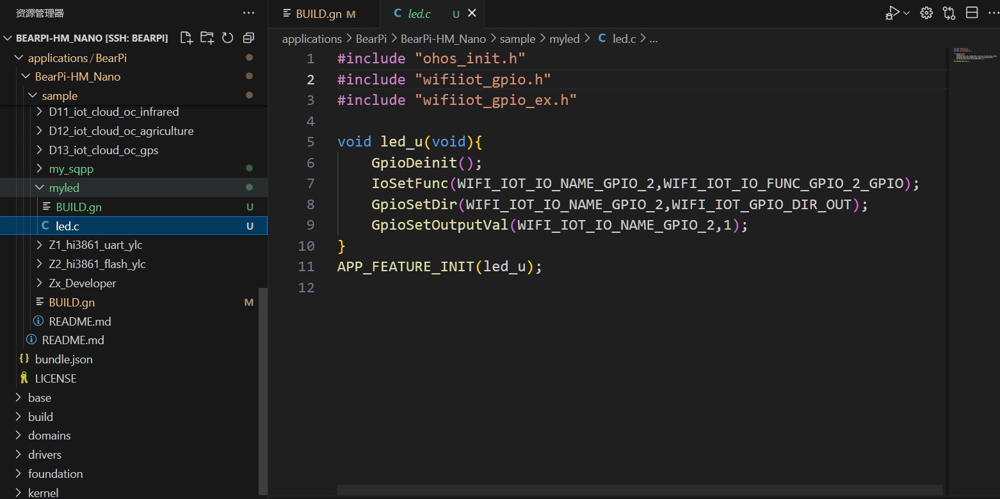 资源管理器
BEARPI-HM_NANO [SSH: BEARPI]
applications / BearPi
BearPi-HM_Nano
sample
D11_iot_cloud_oc_infrared
D12_iot_cloud_oc_agriculture
D13_iot_cloud_oc_gps
my_sqpp
myled
BUILD.gn U
C led.c U
Z1_hi3861_uart_ylc
Z2_hi3861_flash_ylc
Zx_Developer
BUILD.gn M
README.md
README.md
{} bundle.json
LICENSE
base
build
domains
drivers
foundation
kernel
BUILD.gn M
C led.c U
applications > BearPi > BearPi-HM_Nano > sample > myled > C led.c > ...
1 #include "ohos_init.h"
2 #include "wifiiot_gpio.h"
3 #include "wifiiot_gpio_ex.h"
4
5 void led_u(void){
6 GpioDeinit();
7 IoSetFunc(WIFI_IOT_IO_NAME_GPIO_2,WIFI_IOT_IO_FUNC_GPIO_2_GPIO);
8 GpioSetDir(WIFI_IOT_IO_NAME_GPIO_2,WIFI_IOT_GPIO_DIR_OUT);
9 GpioSetOutputVal(WIFI_IOT_IO_NAME_GPIO_2,1);
10 }
11 APP_FEATURE_INIT(led_u);
12